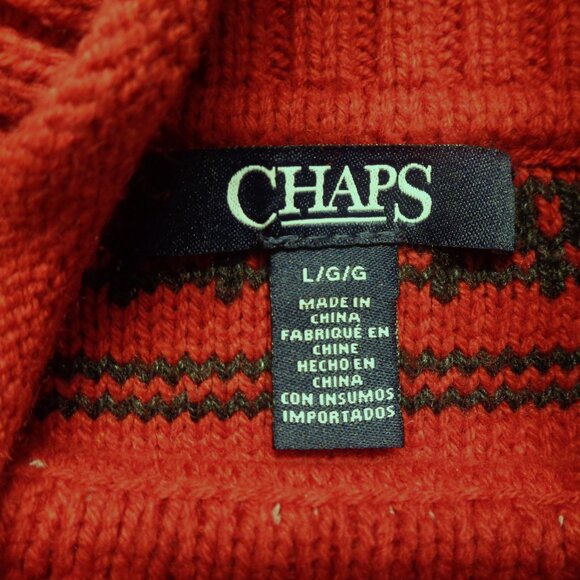 CHAPS
L/G/G
MADE IN
CHINA
FABRIQUÉ EN
CHINE
HECHO EN
CHINA
CON INSUMOS
IMPORTADOS